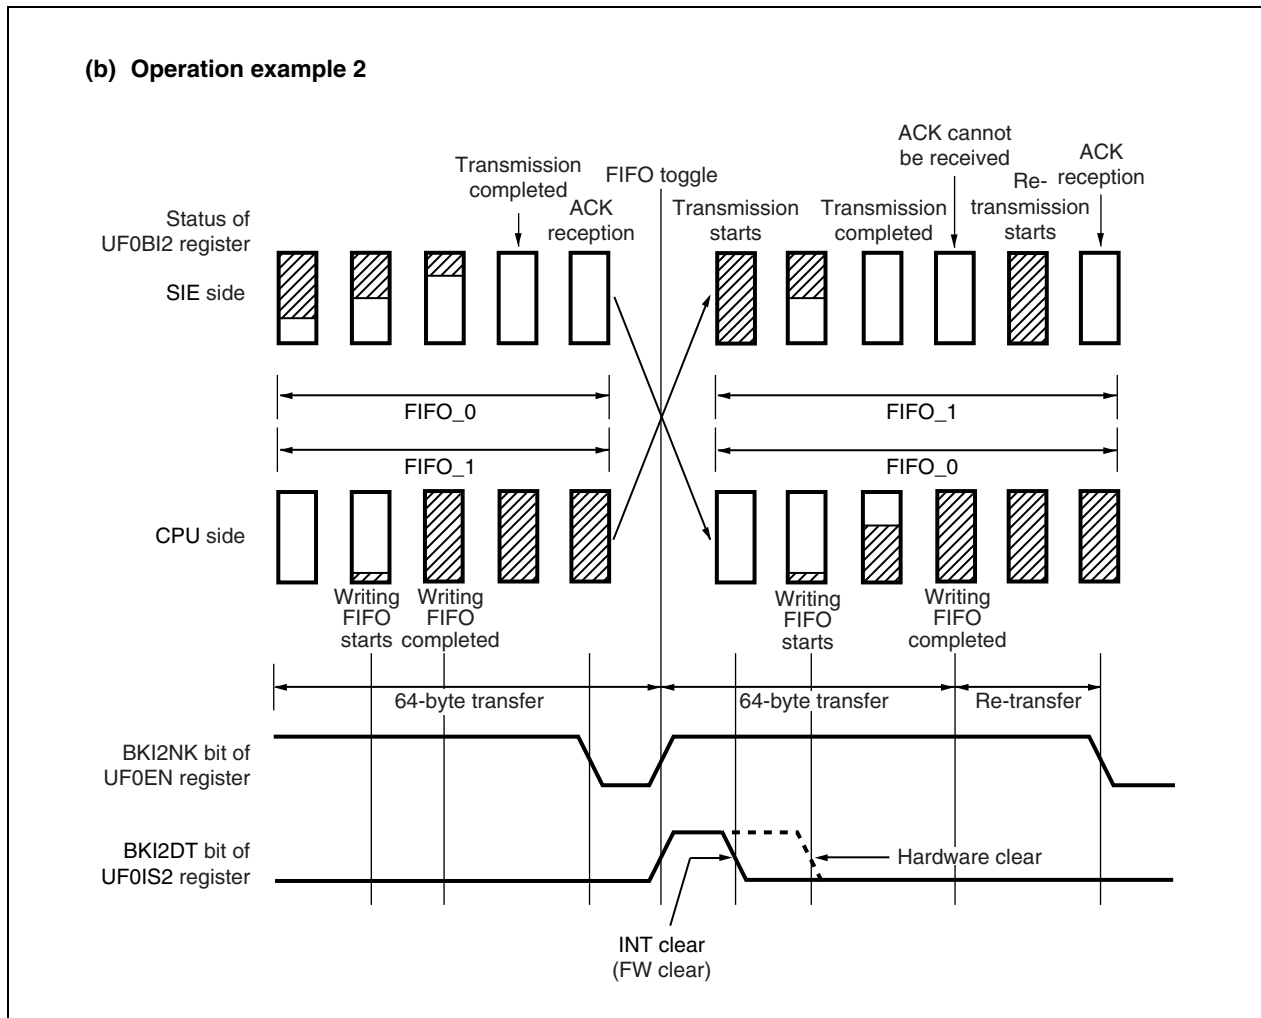 (b) Operation example 2
ACK cannot
be received
ACK
reception
Transmission
completed
FIFO toggle
Re-
transmission
starts
Status of
UF0BI2 register
ACK
reception
Transmission
starts
Transmission
completed
SIE side
FIFO_0
FIFO_1
FIFO_1
FIFO_0
CPU side
Writing
FIFO
starts
Writing
FIFO
completed
Writing
FIFO
starts
Writing
FIFO
completed
64-byte transfer
64-byte transfer
Re-transfer
BKI2NK bit of
UF0EN register
BKI2DT bit of
UF0IS2 register
Hardware clear
INT clear
(FW clear)